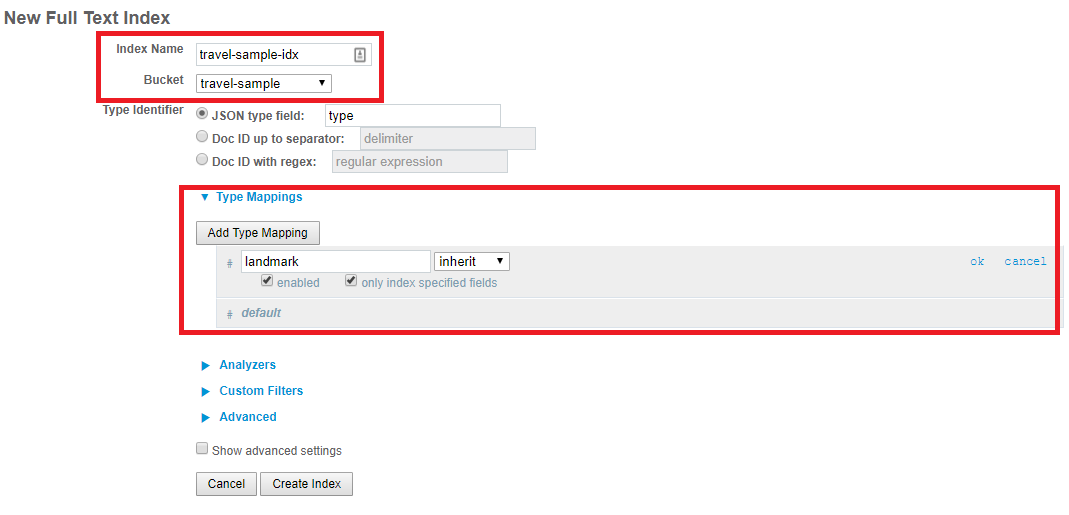 New Full Text Index
Index Name travel-sample-idx
Bucket travel-sample
Type Identifier JSON type field: type
Doc ID up to separator: delimiter
Doc ID with regex: regular expression
Type Mappings
Add Type Mapping
# landmark inherit ok cancel
enabled only index specified fields
# default
Analyzers
Custom Filters
Advanced
Show advanced settings
Cancel Create Index